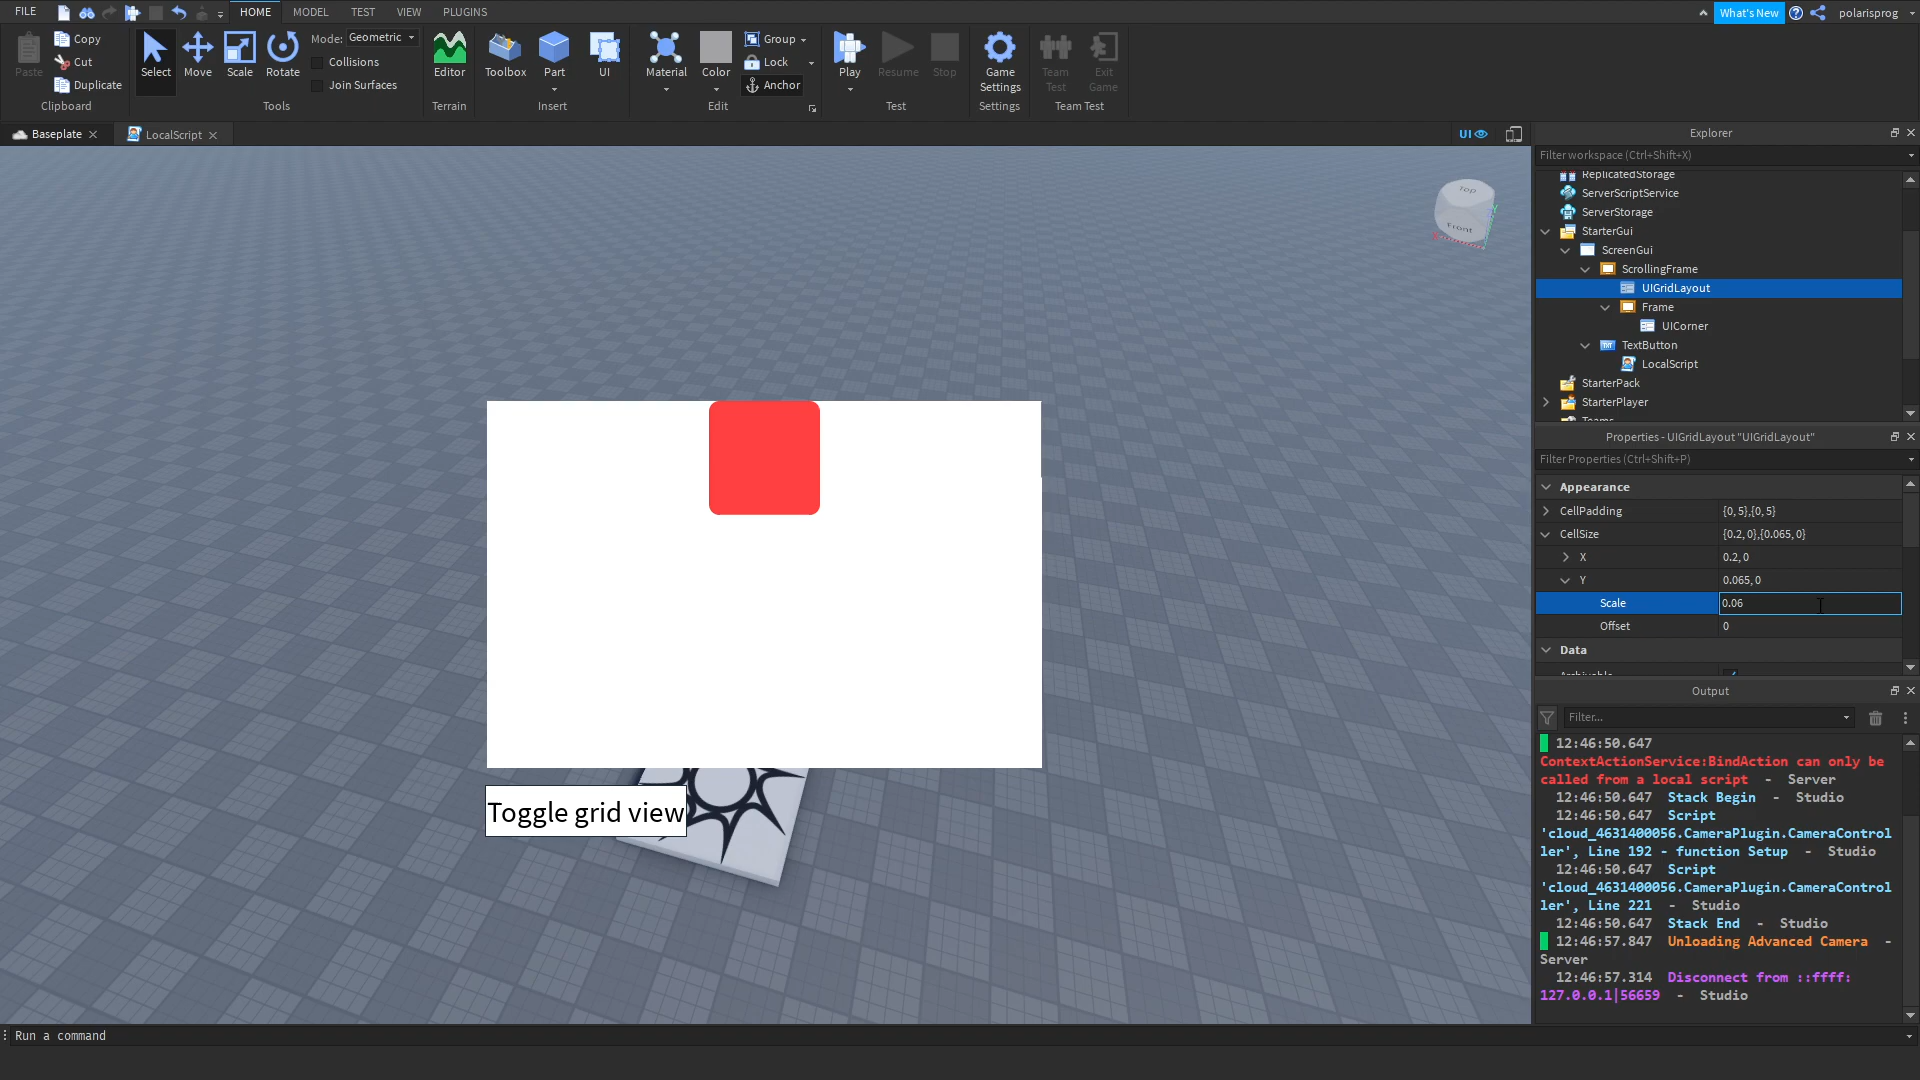 FILE
HOME
MODEL
TEST
VIEW
PLUGINS
What's New
polarisprog
Paste
Copy
Cut
Duplicate
Clipboard
Select
Move
Scale
Rotate
Mode: Geometric
Collisions
Join Surfaces
Tools
Editor
Terrain
Toolbox
Part
UI
Insert
Material
Color
Group
Lock
Anchor
Edit
Play
Resume
Stop
Test
Game
Settings
Settings
Team
Test
Exit
Game
Team Test
Baseplate
LocalScript
UI
Top
Front
Toggle grid view
Explorer
Filter workspace (Ctrl+Shift+X)
ReplicatedStorage
ServerScriptService
ServerStorage
StarterGui
ScreenGui
ScrollingFrame
UIGridLayout
Frame
UICorner
TextButton
LocalScript
StarterPack
StarterPlayer
Teams
Properties - UIGridLayout "UIGridLayout"
Filter Properties (Ctrl+Shift+P)
Appearance
CellPadding {0, 5},{0, 5}
CellSize {0.2, 0},{0.065, 0}
X 0.2, 0
Y 0.065, 0
Scale 0.06
Offset 0
Data
Archivable
Output
Filter...
12:46:50.647
ContextActionService:BindAction can only be
called from a local script - Server
12:46:50.647 Stack Begin - Studio
12:46:50.647 Script
'cloud_4631400056.CameraPlugin.CameraControl
ler', Line 192 - function Setup - Studio
12:46:50.647 Script
'cloud_4631400056.CameraPlugin.CameraControl
ler', Line 221 - Studio
12:46:50.647 Stack End - Studio
12:46:57.847 Unloading Advanced Camera -
Server
12:46:57.314 Disconnect from ::ffff:
127.0.0.1|56659 - Studio
Run a command